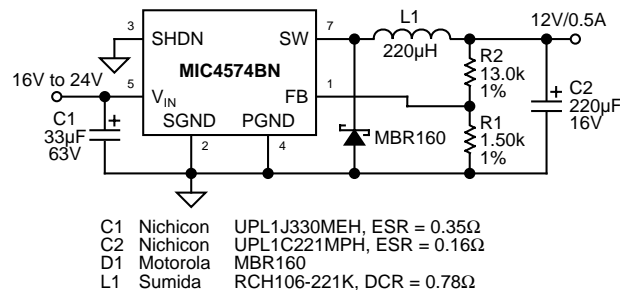 L1
12V/0.5A
3
SHDN
SW
7
220µH
R2
13.0k
1%
MIC4574BN
16V to 24V
5
VIN
FB
1
C2
220µF
16V
C1
33µF
63V
SGND
PGND
2
4
MBR160
R1
1.50k
1%
C1 Nichicon UPL1J330MEH, ESR = 0.35Ω
C2 Nichicon UPL1C221MPH, ESR = 0.16Ω
D1 Motorola MBR160
L1 Sumida RCH106-221K, DCR = 0.78Ω